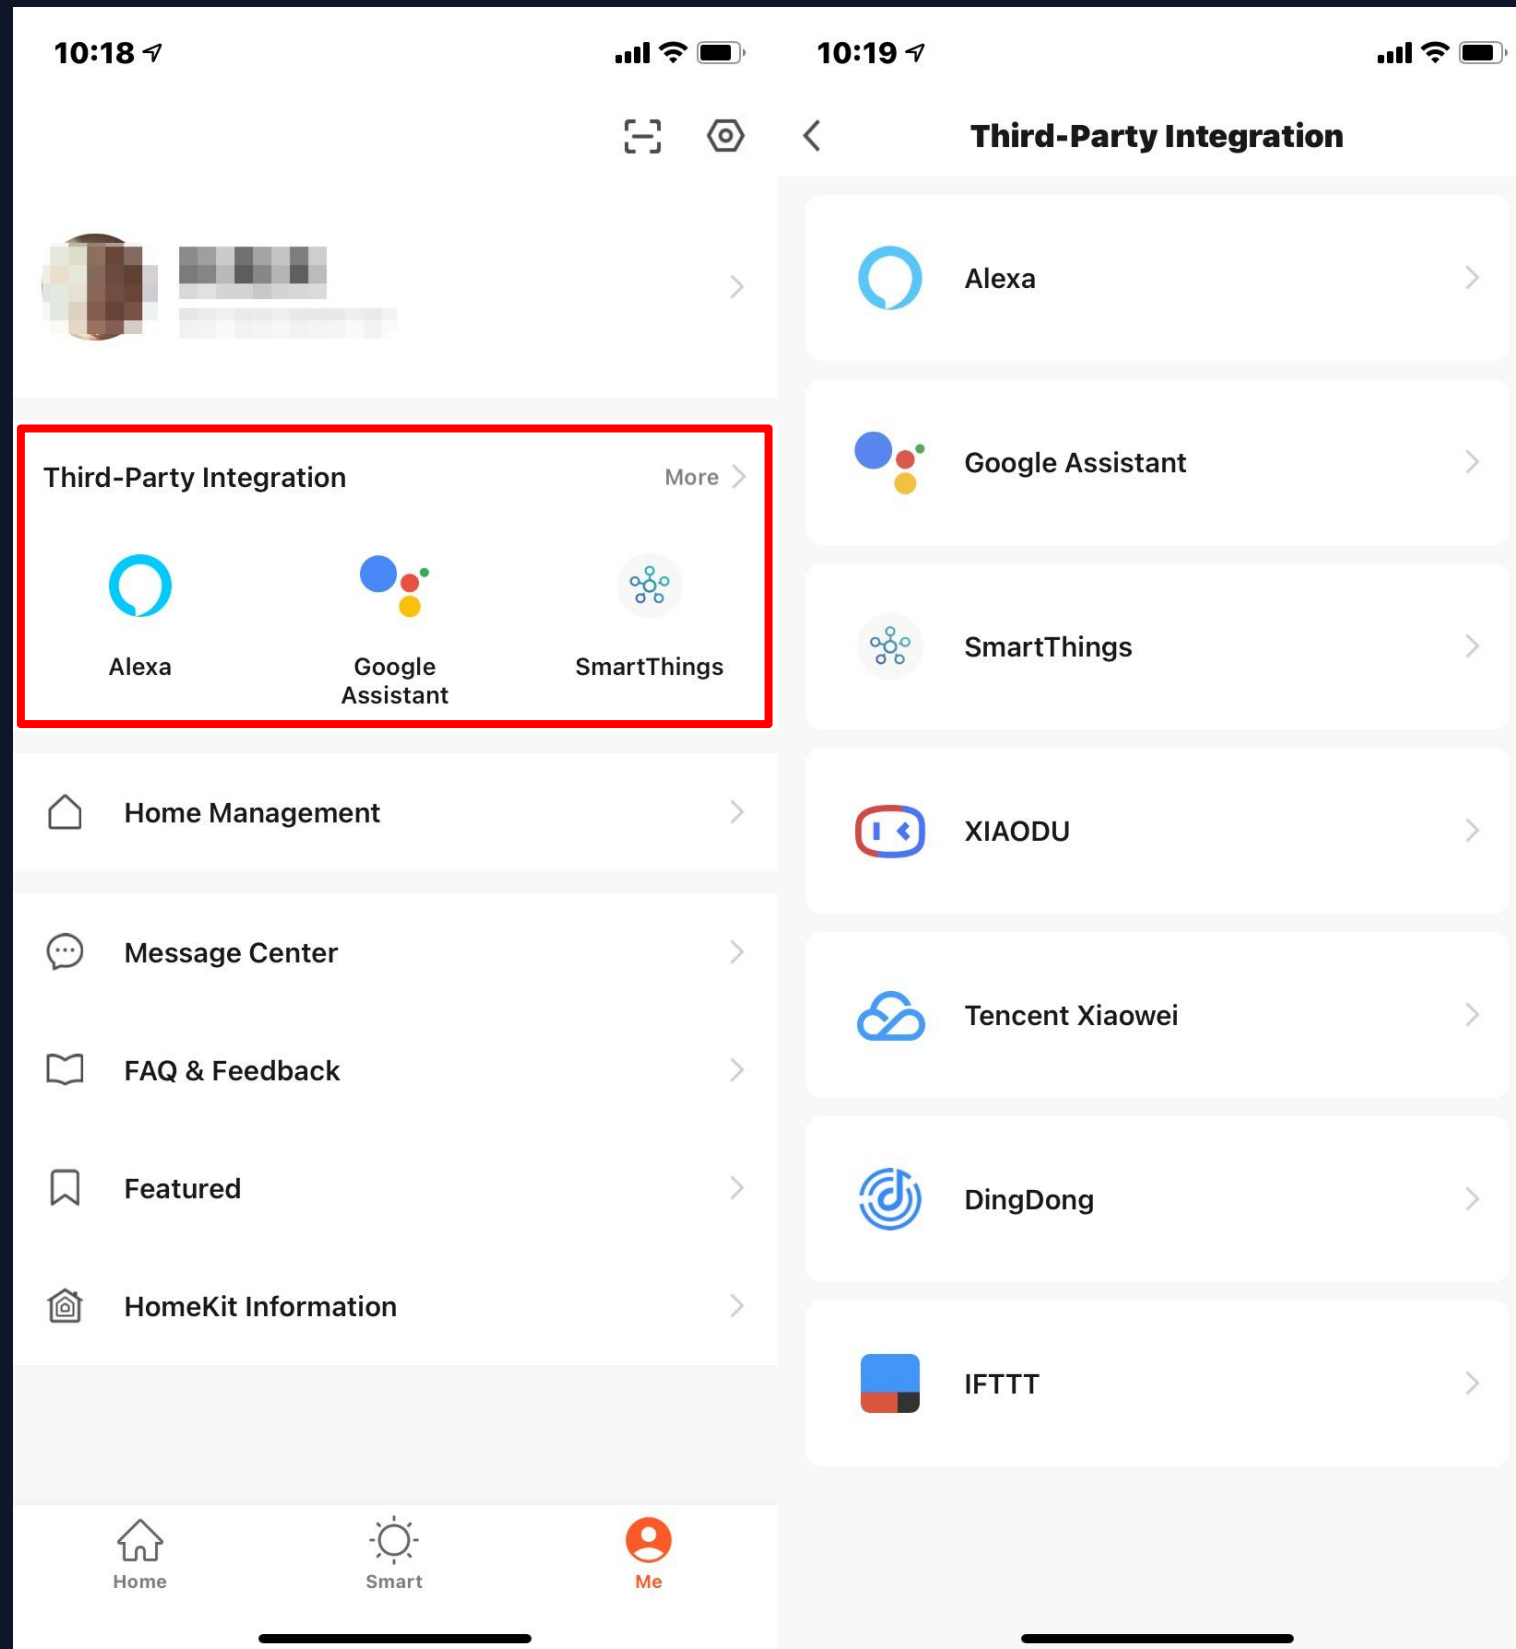 10:18
Third-Party Integration
More
Alexa
Google
Assistant
SmartThings
Home Management
Message Center
FAQ & Feedback
Featured
HomeKit Information
Home
Smart
Me
10:19
Third-Party Integration
Alexa
Google Assistant
SmartThings
XIAODU
Tencent Xiaowei
DingDong
IFTTT